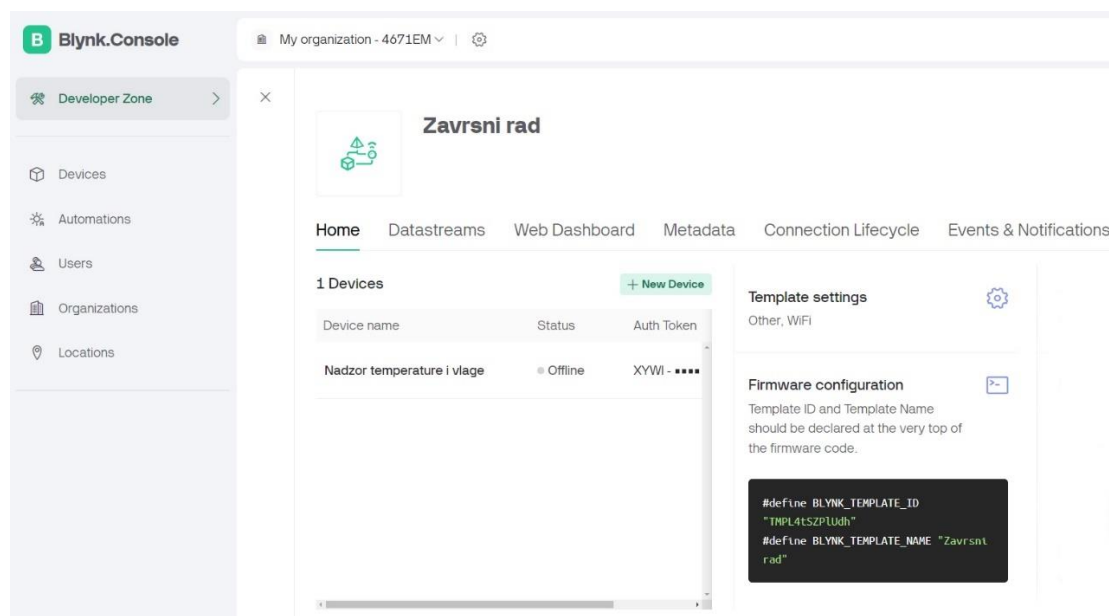 B Blynk.Console
My organization - 4671EM
Developer Zone
Devices
Automations
Users
Organizations
Locations
Zavrsni rad
Home Datastreams Web Dashboard Metadata Connection Lifecycle Events & Notifications
1 Devices
+ New Device
Device name Status Auth Token
Nadzor temperature i vlage Offline XYWI - ▪▪▪▪
Template settings
Other, WiFi
Firmware configuration
Template ID and Template Name
should be declared at the very top of
the firmware code.
#define BLYNK_TEMPLATE_ID
"TMPL4tSZPlUdh"
#define BLYNK_TEMPLATE_NAME "Zavrsni
rad"